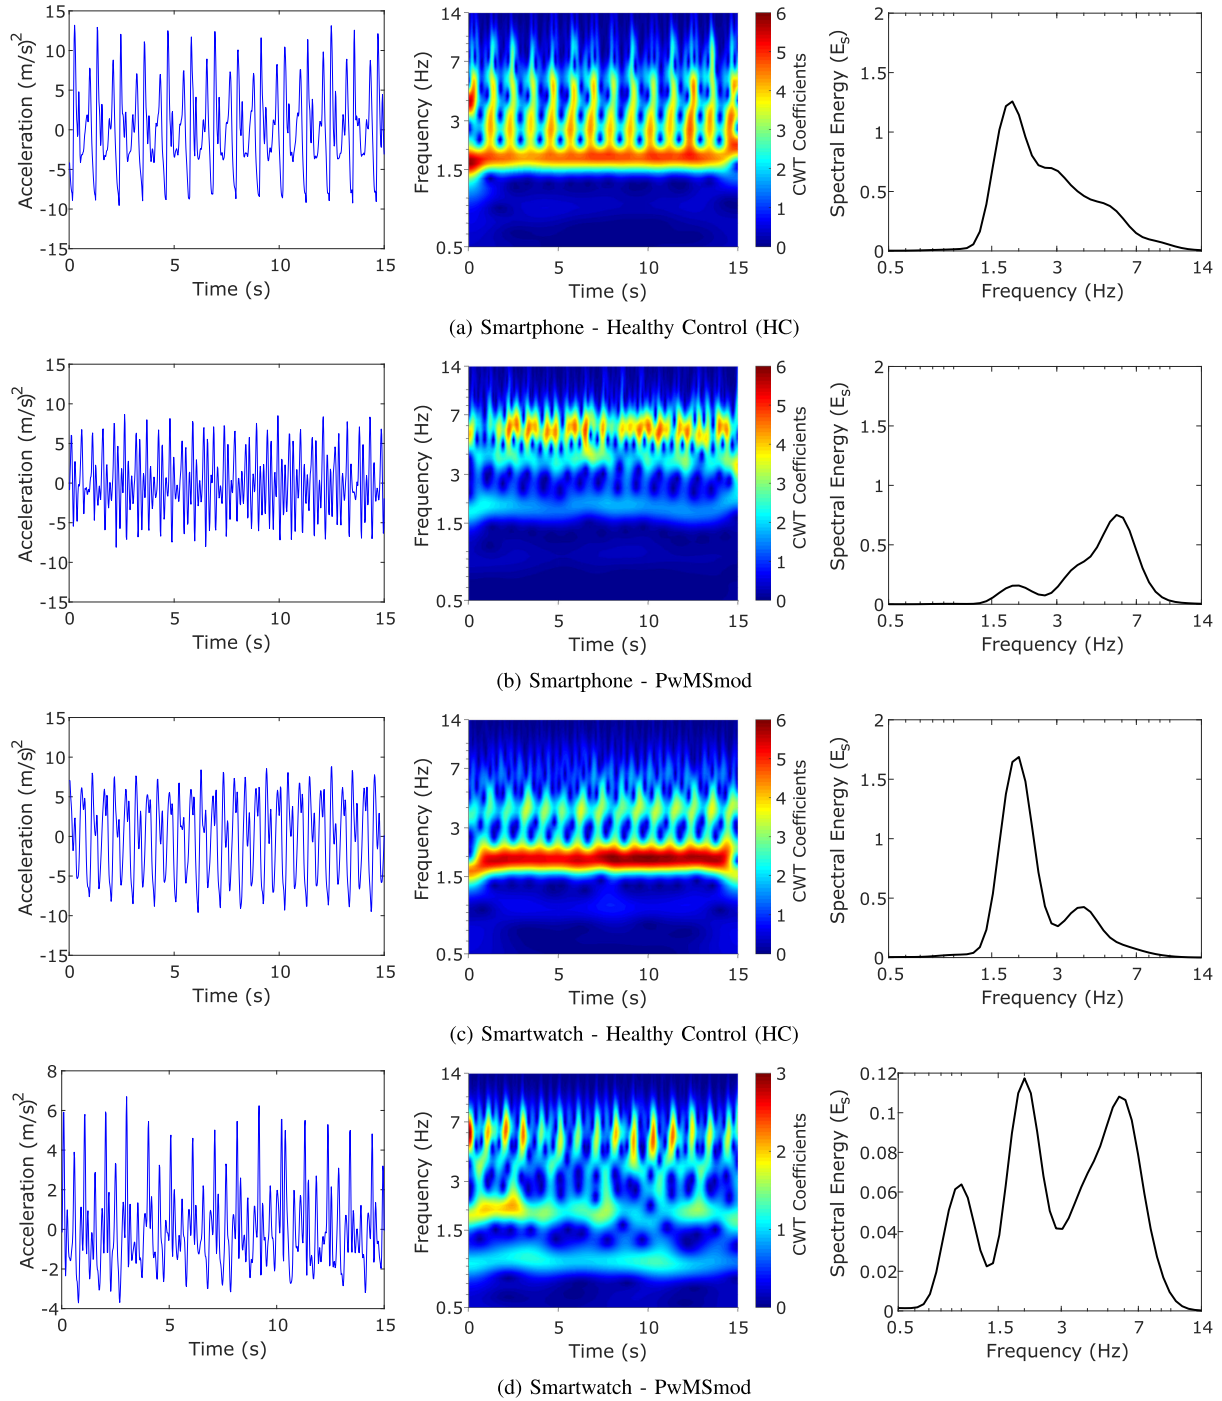 Acceleration (m/s)2
15
10
5
0
-5
-10
-15
0 5 10 15
Time (s)
Frequency (Hz)
14
7
3
1.5
0.5
0 5 10 15
Time (s)
6
5
4
3
2
1
0
CWT Coefficients
Spectral Energy (Es)
2
1.5
1
0.5
0
0.5 1.5 3 7 14
Frequency (Hz)
(a) Smartphone - Healthy Control (HC)
Acceleration (m/s)2
15
10
5
0
-5
-10
-15
0 5 10 15
Time (s)
Frequency (Hz)
14
7
3
1.5
0.5
0 5 10 15
Time (s)
6
5
4
3
2
1
0
CWT Coefficients
Spectral Energy (Es)
2
1.5
1
0.5
0
0.5 1.5 3 7 14
Frequency (Hz)
(b) Smartphone - PwMSmod
Acceleration (m/s)2
15
10
5
0
-5
-10
-15
0 5 10 15
Time (s)
Frequency (Hz)
14
7
3
1.5
0.5
0 5 10 15
Time (s)
6
5
4
3
2
1
0
CWT Coefficients
Spectral Energy (Es)
2
1.5
1
0.5
0
0.5 1.5 3 7 14
Frequency (Hz)
(c) Smartwatch - Healthy Control (HC)
Acceleration (m/s)2
8
6
4
2
0
-2
-4
0 5 10 15
Time (s)
Frequency (Hz)
14
7
3
1.5
0.5
0 5 10 15
Time (s)
3
2
1
0
CWT Coefficients
Spectral Energy (Es)
0.12
0.1
0.08
0.06
0.04
0.02
0
0.5 1.5 3 7 14
Frequency (Hz)
(d) Smartwatch - PwMSmod